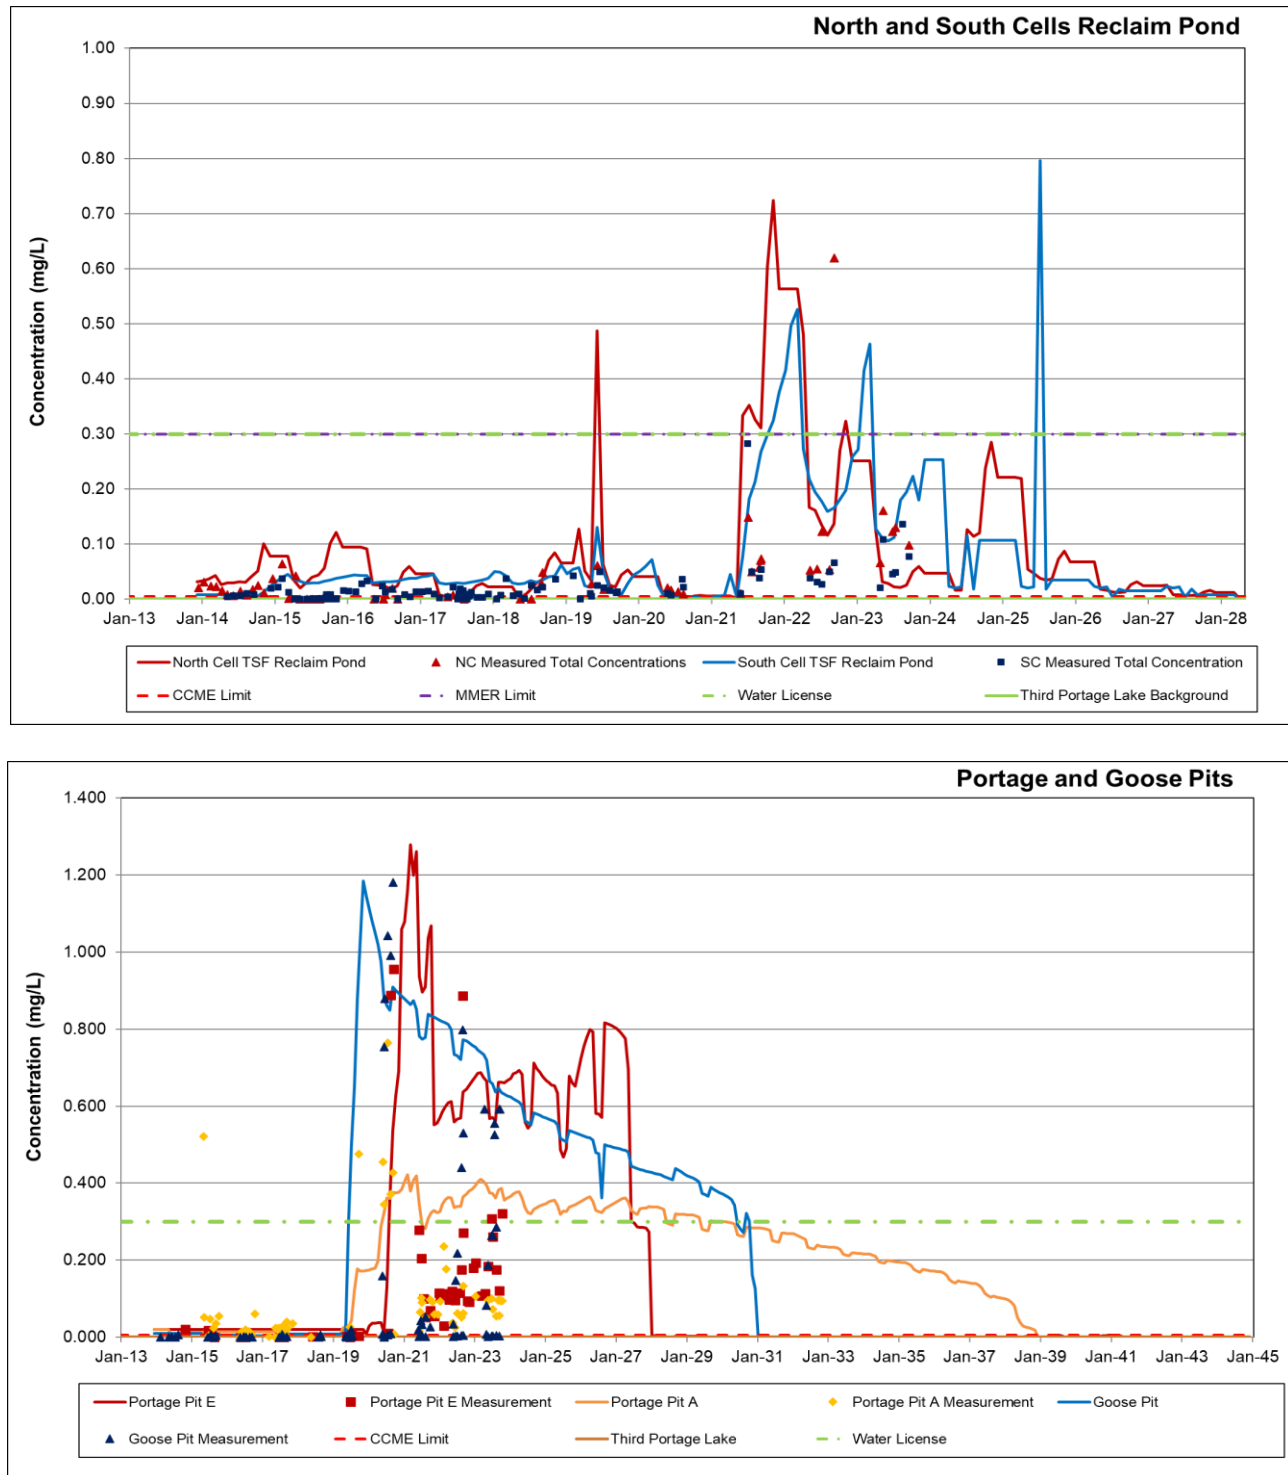 North and South Cells Reclaim Pond
1.00
0.90
0.80
0.70
0.60
0.50
0.40
0.30
0.20
0.10
0.00
Concentration (mg/L)
Jan-13 Jan-14 Jan-15 Jan-16 Jan-17 Jan-18 Jan-19 Jan-20 Jan-21 Jan-22 Jan-23 Jan-24 Jan-25 Jan-26 Jan-27 Jan-28
North Cell TSF Reclaim Pond NC Measured Total Concentrations South Cell TSF Reclaim Pond SC Measured Total Concentration
CCME Limit MMER Limit Water License Third Portage Lake Background
Portage and Goose Pits
1.400
1.200
1.000
0.800
0.600
0.400
0.200
0.000
Concentration (mg/L)
Jan-13 Jan-15 Jan-17 Jan-19 Jan-21 Jan-23 Jan-25 Jan-27 Jan-29 Jan-31 Jan-33 Jan-35 Jan-37 Jan-39 Jan-41 Jan-43 Jan-45
Portage Pit E Portage Pit E Measurement Portage Pit A Portage Pit A Measurement Goose Pit
Goose Pit Measurement CCME Limit Third Portage Lake Water License